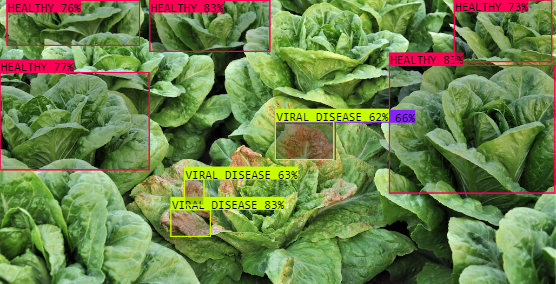 HEALTHY 76%
HEALTHY 83%
HEALTHY 73%
HEALTHY 77%
HEALTHY 83%
VIRAL DISEASE 62%
66%
VIRAL DISEASE 63%
VIRAL DISEASE 83%